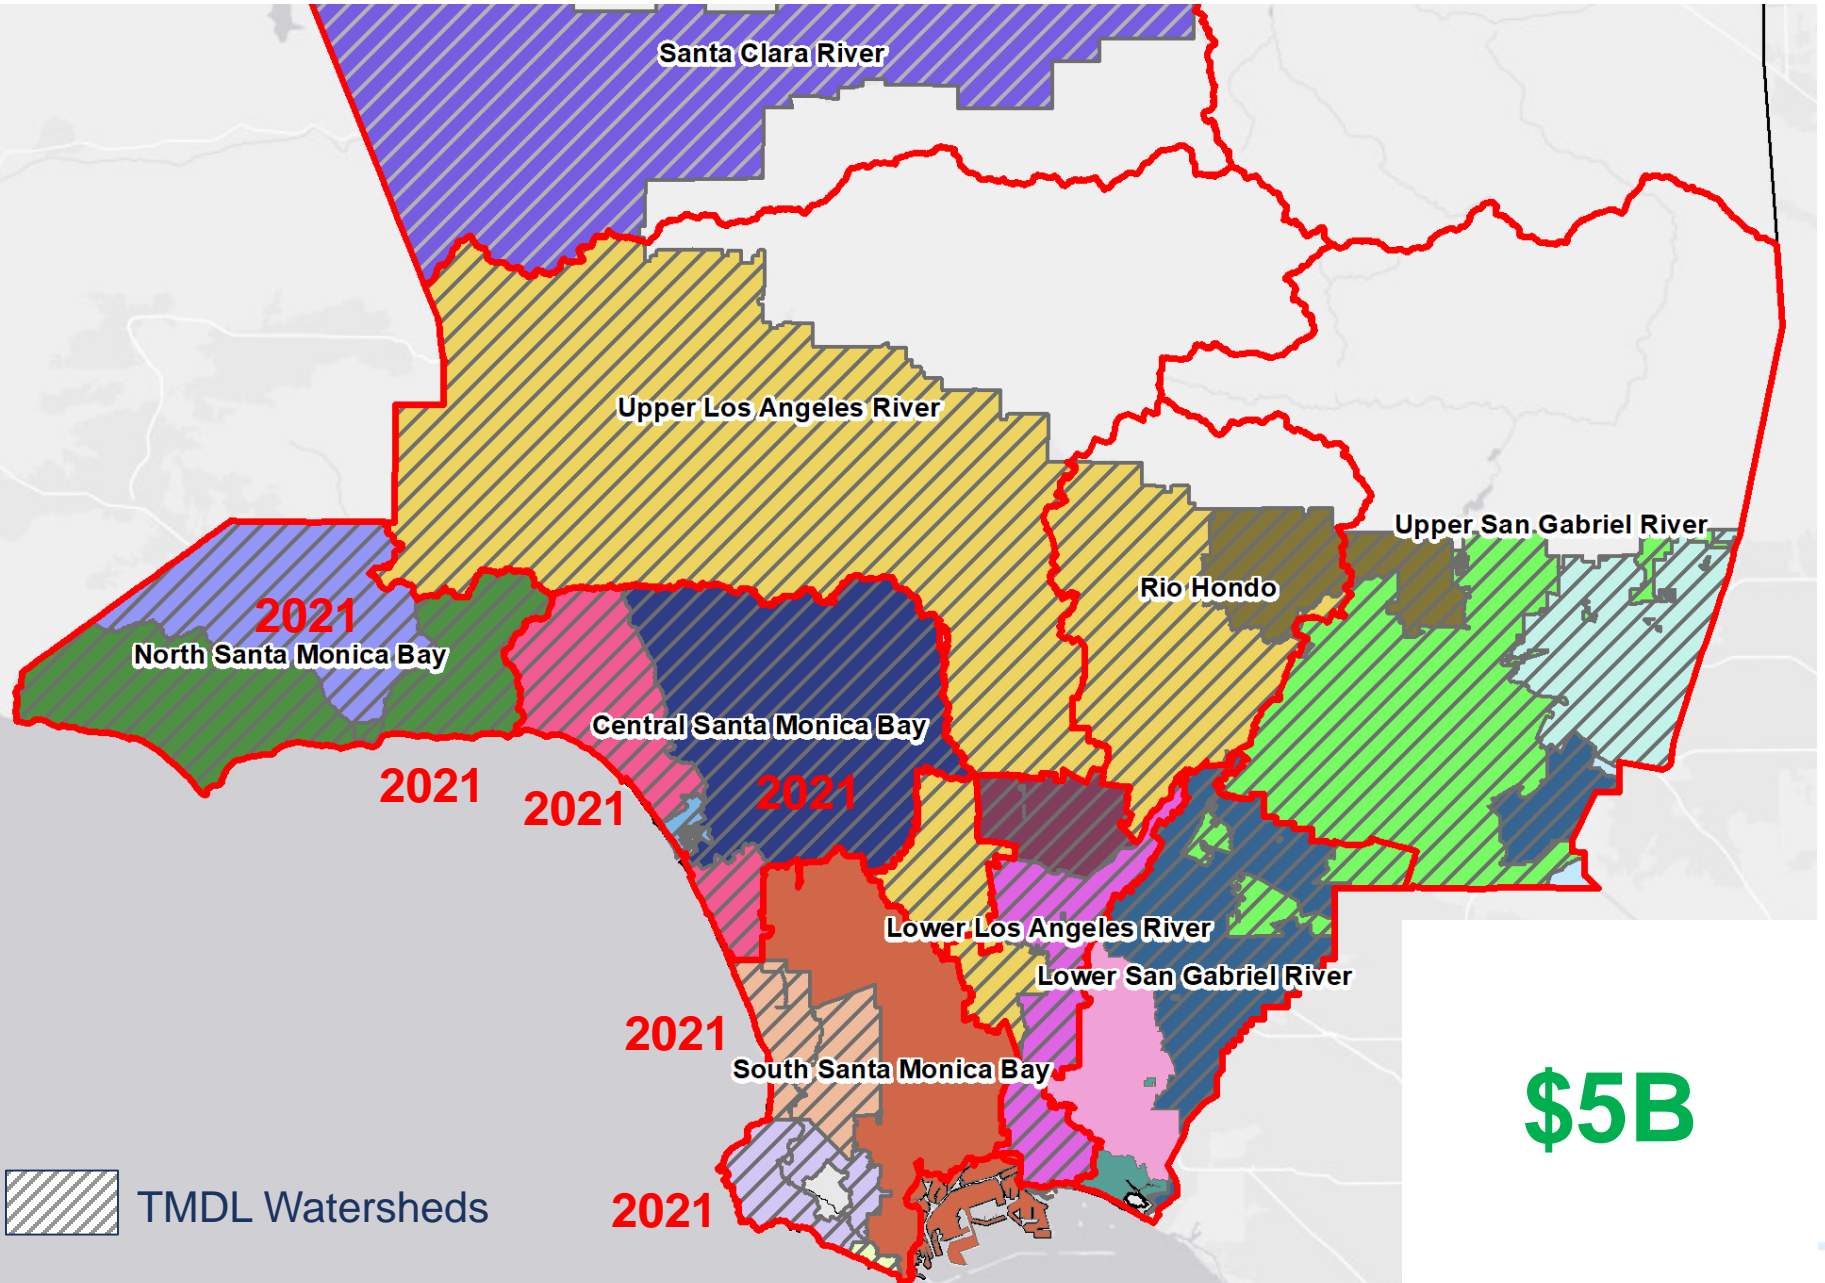 Santa Clara River
Upper Los Angeles River
Upper San Gabriel River
Rio Hondo
2021
North Santa Monica Bay
Central Santa Monica Bay
2021
2021
2021
Lower Los Angeles River
Lower San Gabriel River
2021
South Santa Monica Bay
$5B
TMDL Watersheds
2021